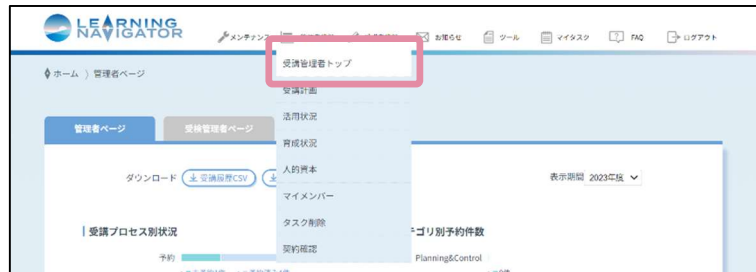 LEARNING
NAVIGATOR
メンテナンス
お知らせ
ツール
マイタスク
FAQ
ログアウト
受講管理者トップ
ホーム 〉 管理者ページ
受講計画
活用状況
管理者ページ
受検管理者ページ
育成状況
人的資本
ダウンロード
受講履歴CSV
表示期間 2023年度
マイメンバー
タスク削除
受講プロセス別状況
テゴリ別予約件数
契約確認
予約
Planning&Control